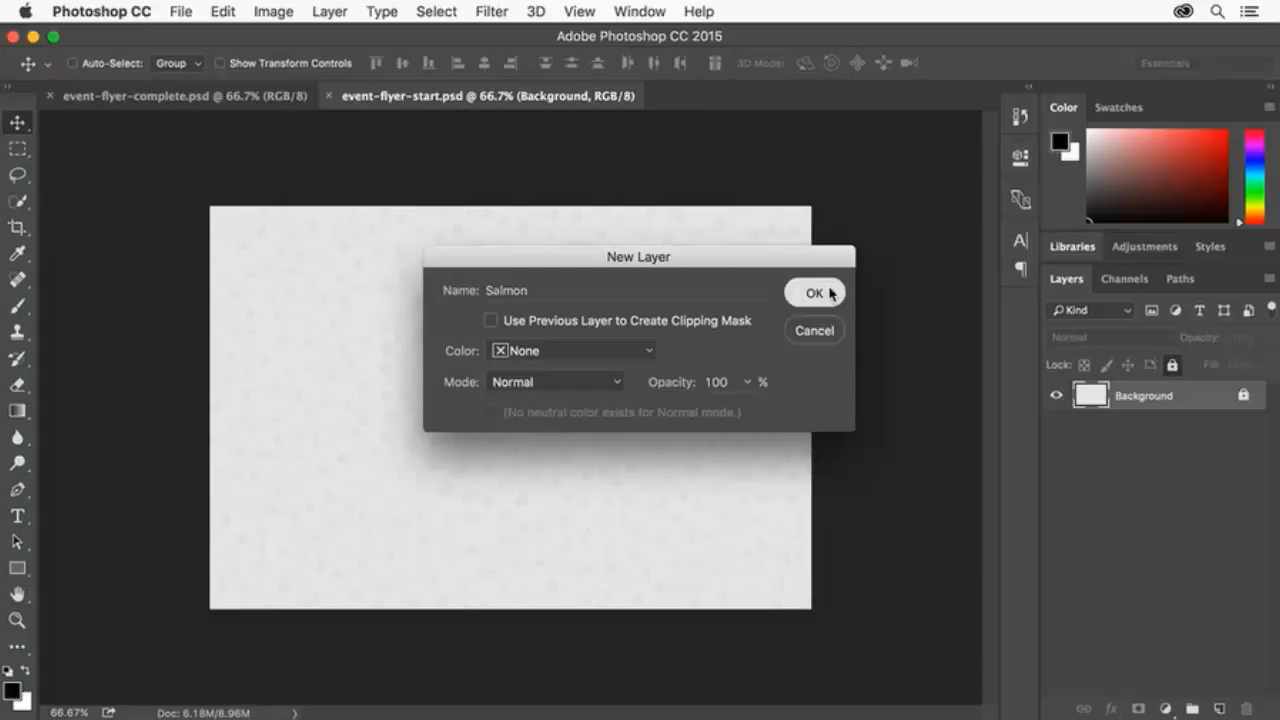 Photoshop CC File Edit Image Layer Type Select Filter 3D View Window Help
Adobe Photoshop CC 2015
Auto-Select: Group Show Transform Controls 3D Mode: Essentials
× event-flyer-complete.psd @ 66.7% (RGB/8) × event-flyer-start.psd @ 66.7% (Background, RGB/8)
Color Swatches
New Layer
Name: Salmon
OK
Use Previous Layer to Create Clipping Mask
Cancel
Color: None
Mode: Normal Opacity: 100 %
(No neutral color exists for Normal mode.)
Libraries Adjustments Styles
Layers Channels Paths
Kind
Normal Opacity:
Lock: Fill:
Background
66.67% Doc: 6.18M/8.96M